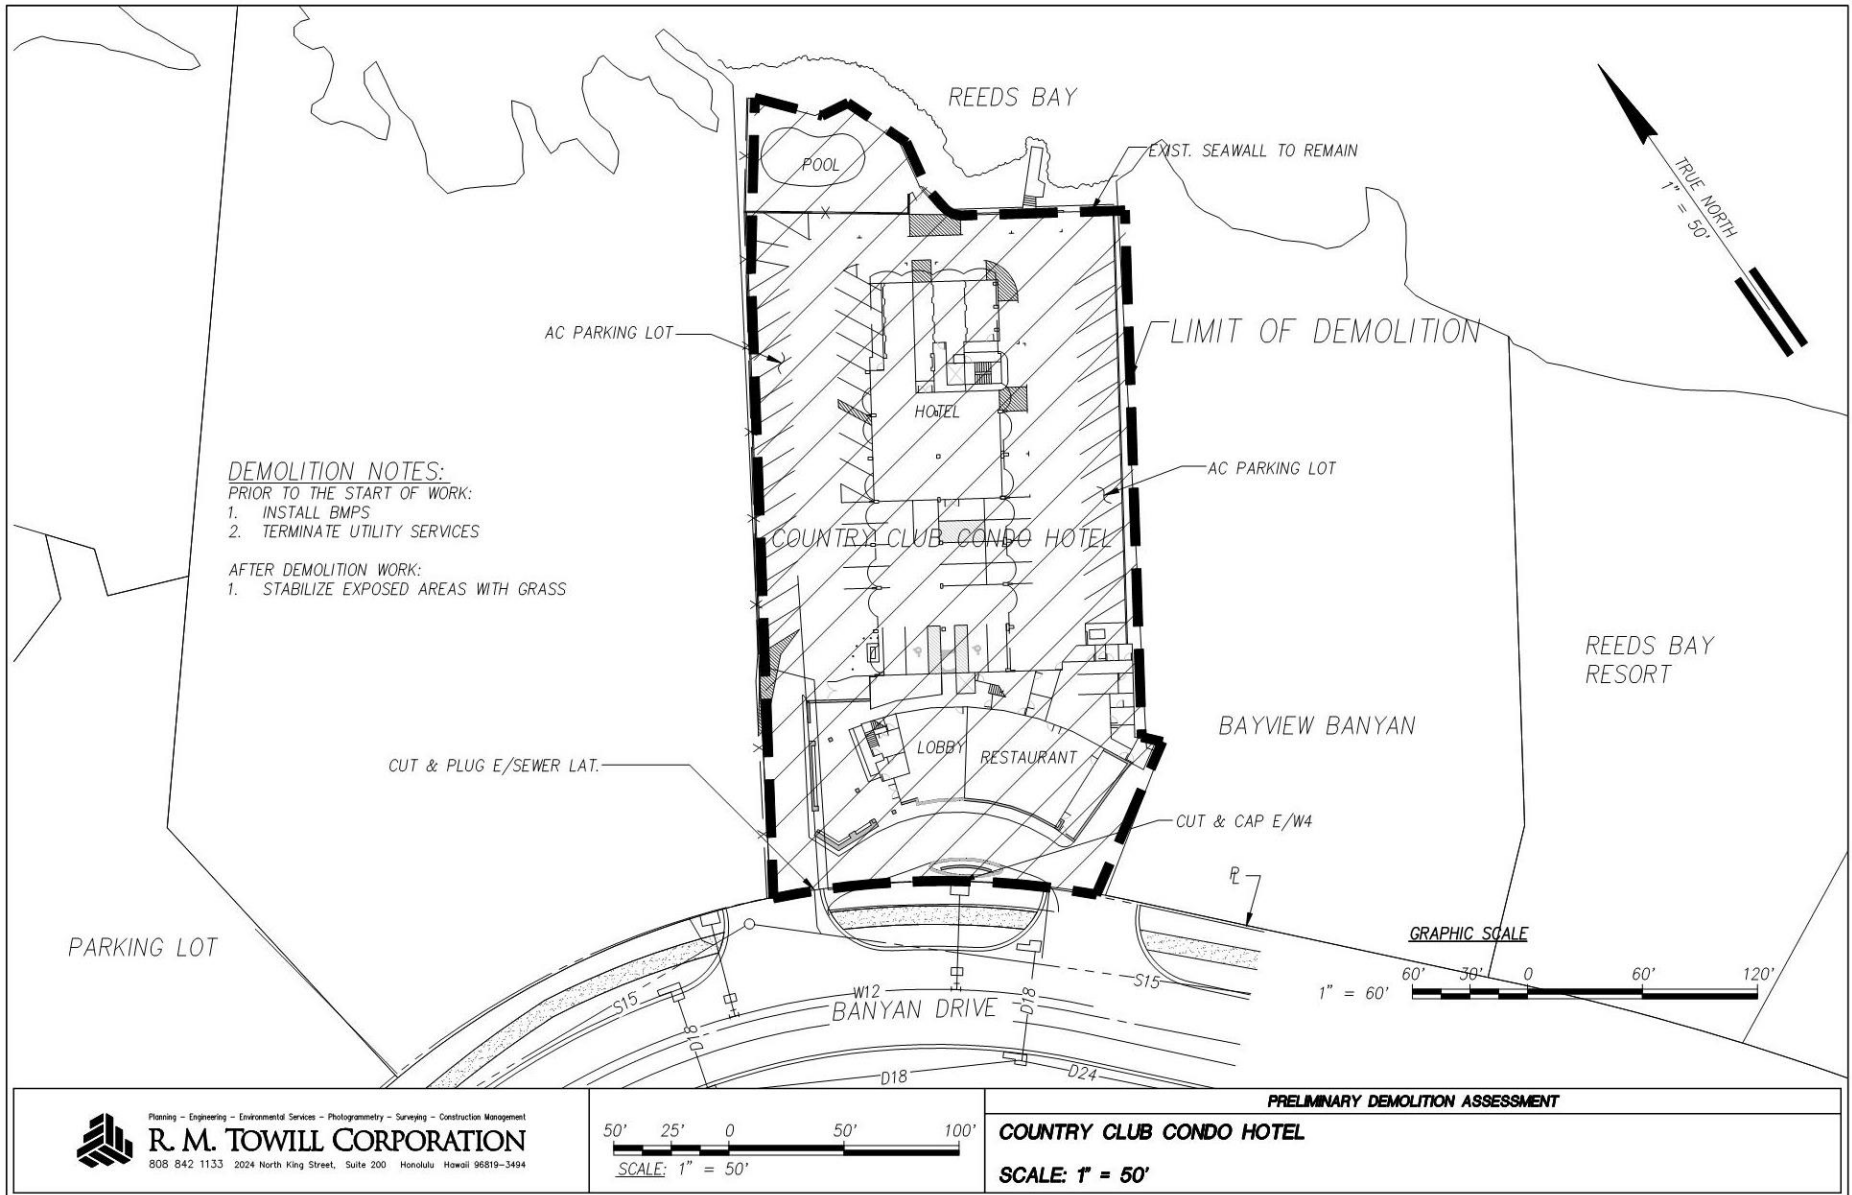 REEDS BAY
POOL
EXIST. SEAWALL TO REMAIN
TRUE NORTH
1" = 50'
AC PARKING LOT
LIMIT OF DEMOLITION
HOTEL
DEMOLITION NOTES:
PRIOR TO THE START OF WORK:
1. INSTALL BMPS
2. TERMINATE UTILITY SERVICES
AFTER DEMOLITION WORK:
1. STABILIZE EXPOSED AREAS WITH GRASS
AC PARKING LOT
COUNTRY CLUB CONDO HOTEL
REEDS BAY
RESORT
BAYVIEW BANYAN
LOBBY
RESTAURANT
CUT & PLUG E/SEWER LAT.
CUT & CAP E/W4
PL
PARKING LOT
GRAPHIC SCALE
60' 30' 0 60' 120'
1" = 60'
S15
W12
S15
BANYAN DRIVE
D18
D18
D18
D24
Planning - Engineering - Environmental Services - Photogrammetry - Surveying - Construction Management
R. M. TOWILL CORPORATION
808 842 1133 2024 North King Street, Suite 200 Honolulu Hawaii 96819-3494
50' 25' 0 50' 100'
SCALE: 1" = 50'
PRELIMINARY DEMOLITION ASSESSMENT
COUNTRY CLUB CONDO HOTEL
SCALE: 1" = 50'